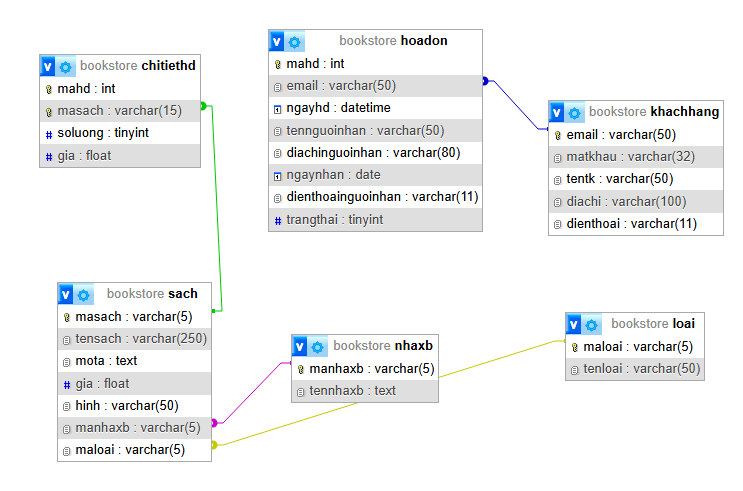 bookstore chitiethd
mahd : int
masach : varchar(15)
soluong : tinyint
gia : float
bookstore hoadon
mahd : int
email : varchar(50)
ngayhd : datetime
tennguoinhan : varchar(50)
diachinguoinhan : varchar(80)
ngaynhan : date
dienthoainguoinhan : varchar(11)
trangthai : tinyint
bookstore khachhang
email : varchar(50)
matkhau : varchar(32)
tentk : varchar(50)
diachi : varchar(100)
dienthoai : varchar(11)
bookstore sach
masach : varchar(5)
tensach : varchar(250)
mota : text
gia : float
hinh : varchar(50)
manhaxb : varchar(5)
maloai : varchar(5)
bookstore nhaxb
manhaxb : varchar(5)
tennhaxb : text
bookstore loai
maloai : varchar(5)
tenloai : varchar(50)